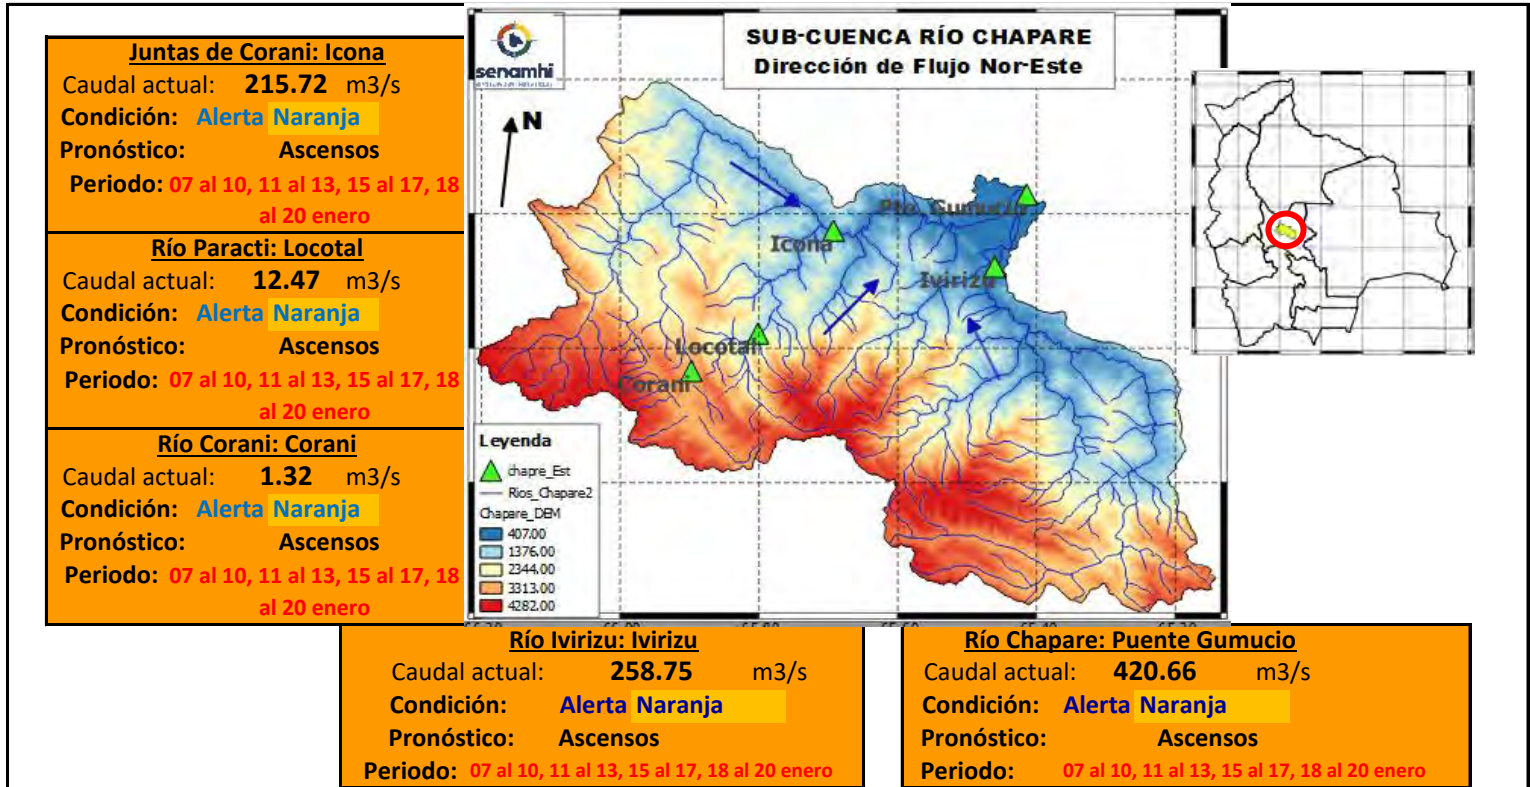 Juntas de Corani: Icona
Caudal actual: 215.72 m3/s
Condición: Alerta Naranja
Pronóstico: Ascensos
Periodo: 07 al 10, 11 al 13, 15 al 17, 18
al 20 enero
Río Paracti: Locotal
Caudal actual: 12.47 m3/s
Condición: Alerta Naranja
Pronóstico: Ascensos
Periodo: 07 al 10, 11 al 13, 15 al 17, 18
al 20 enero
Río Corani: Corani
Caudal actual: 1.32 m3/s
Condición: Alerta Naranja
Pronóstico: Ascensos
Periodo: 07 al 10, 11 al 13, 15 al 17, 18
al 20 enero
senamhi
SUB-CUENCA RÍO CHAPARE
Dirección de Flujo Nor-Este
N
Pte. Gumucio
Icona
Ivirizu
Locotal
Corani
Leyenda
chapre_Est
Rios_Chapare2
Chapare_DEM
407.00
1376.00
2344.00
3313.00
4282.00
Río Ivirizu: Ivirizu
Caudal actual: 258.75 m3/s
Condición: Alerta Naranja
Pronóstico: Ascensos
Periodo: 07 al 10, 11 al 13, 15 al 17, 18 al 20 enero
Río Chapare: Puente Gumucio
Caudal actual: 420.66 m3/s
Condición: Alerta Naranja
Pronóstico: Ascensos
Periodo: 07 al 10, 11 al 13, 15 al 17, 18 al 20 enero